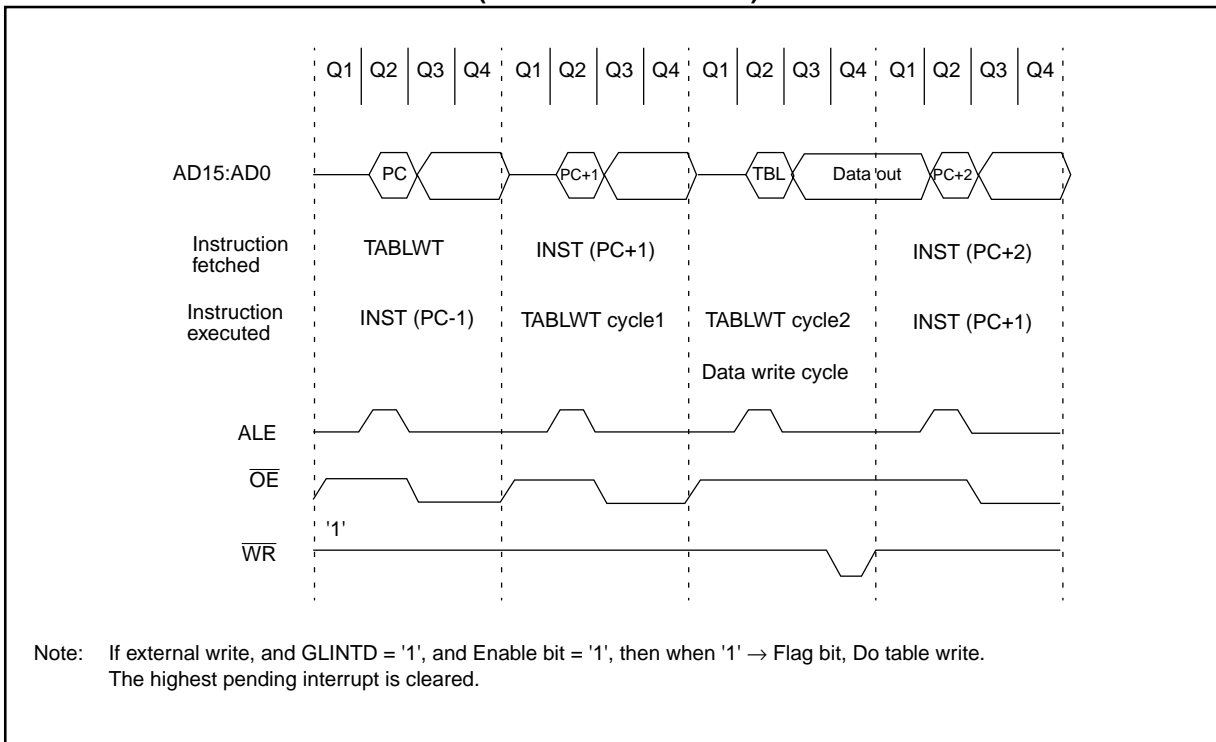 Q1 Q2 Q3 Q4 Q1 Q2 Q3 Q4 Q1 Q2 Q3 Q4 Q1 Q2 Q3 Q4
AD15:AD0 PC PC+1 TBL Data out PC+2
Instruction fetched TABLWT INST (PC+1) INST (PC+2)
Instruction executed INST (PC-1) TABLWT cycle1 TABLWT cycle2 INST (PC+1)
Data write cycle
ALE
OE
'1'
WR
Note: If external write, and GLINTD = '1', and Enable bit = '1', then when '1' → Flag bit, Do table write.
The highest pending interrupt is cleared.